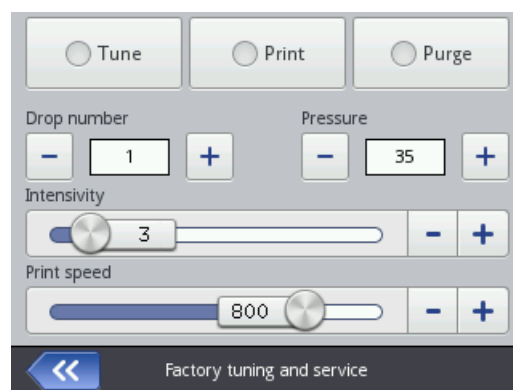 Tune Print Purge
Drop number Pressure
− 1 + − 35 +
Intensivity
3 − +
Print speed
800 − +
Factory tuning and service